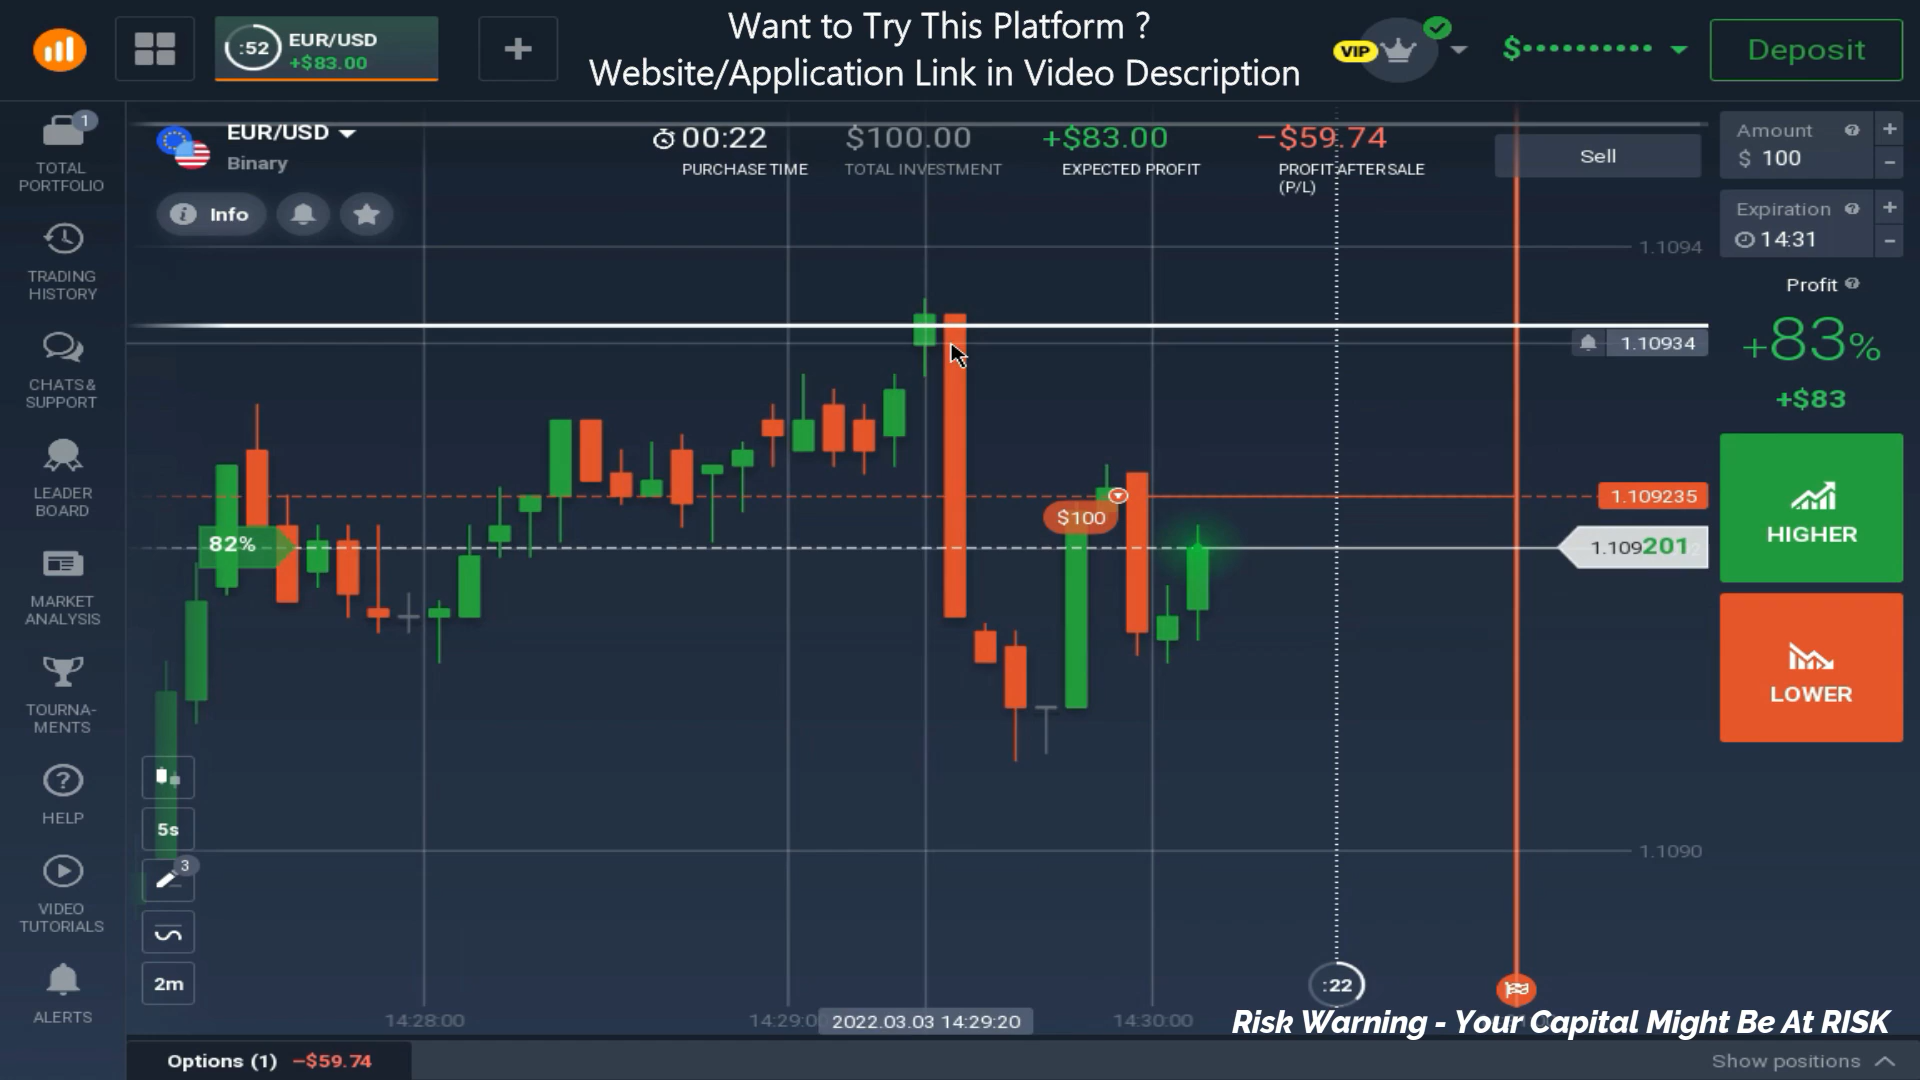 Want to Try This Platform ?
Website/Application Link in Video Description
:52
EUR/USD
+$83.00
VIP
$
Deposit
1
TOTAL
PORTFOLIO
TRADING
HISTORY
CHATS &
SUPPORT
LEADER
BOARD
MARKET
ANALYSIS
TOURNA-
MENTS
HELP
VIDEO
TUTORIALS
ALERTS
EUR/USD
Binary
Info
00:22
PURCHASE TIME
$100.00
TOTAL INVESTMENT
+$83.00
EXPECTED PROFIT
-$59.74
PROFIT AFTER SALE
(P/L)
Sell
1.1094
1.10934
1.109235
1.109201
1.1090
82%
$100
5s
3
2m
:22
14:28:00
14:29:0
2022.03.03 14:29:20
14:30:00
Amount
$ 100
Expiration
14:31
Profit
+83%
+$83
HIGHER
LOWER
Risk Warning - Your Capital Might Be At RISK
Options (1) -$59.74
Show positions